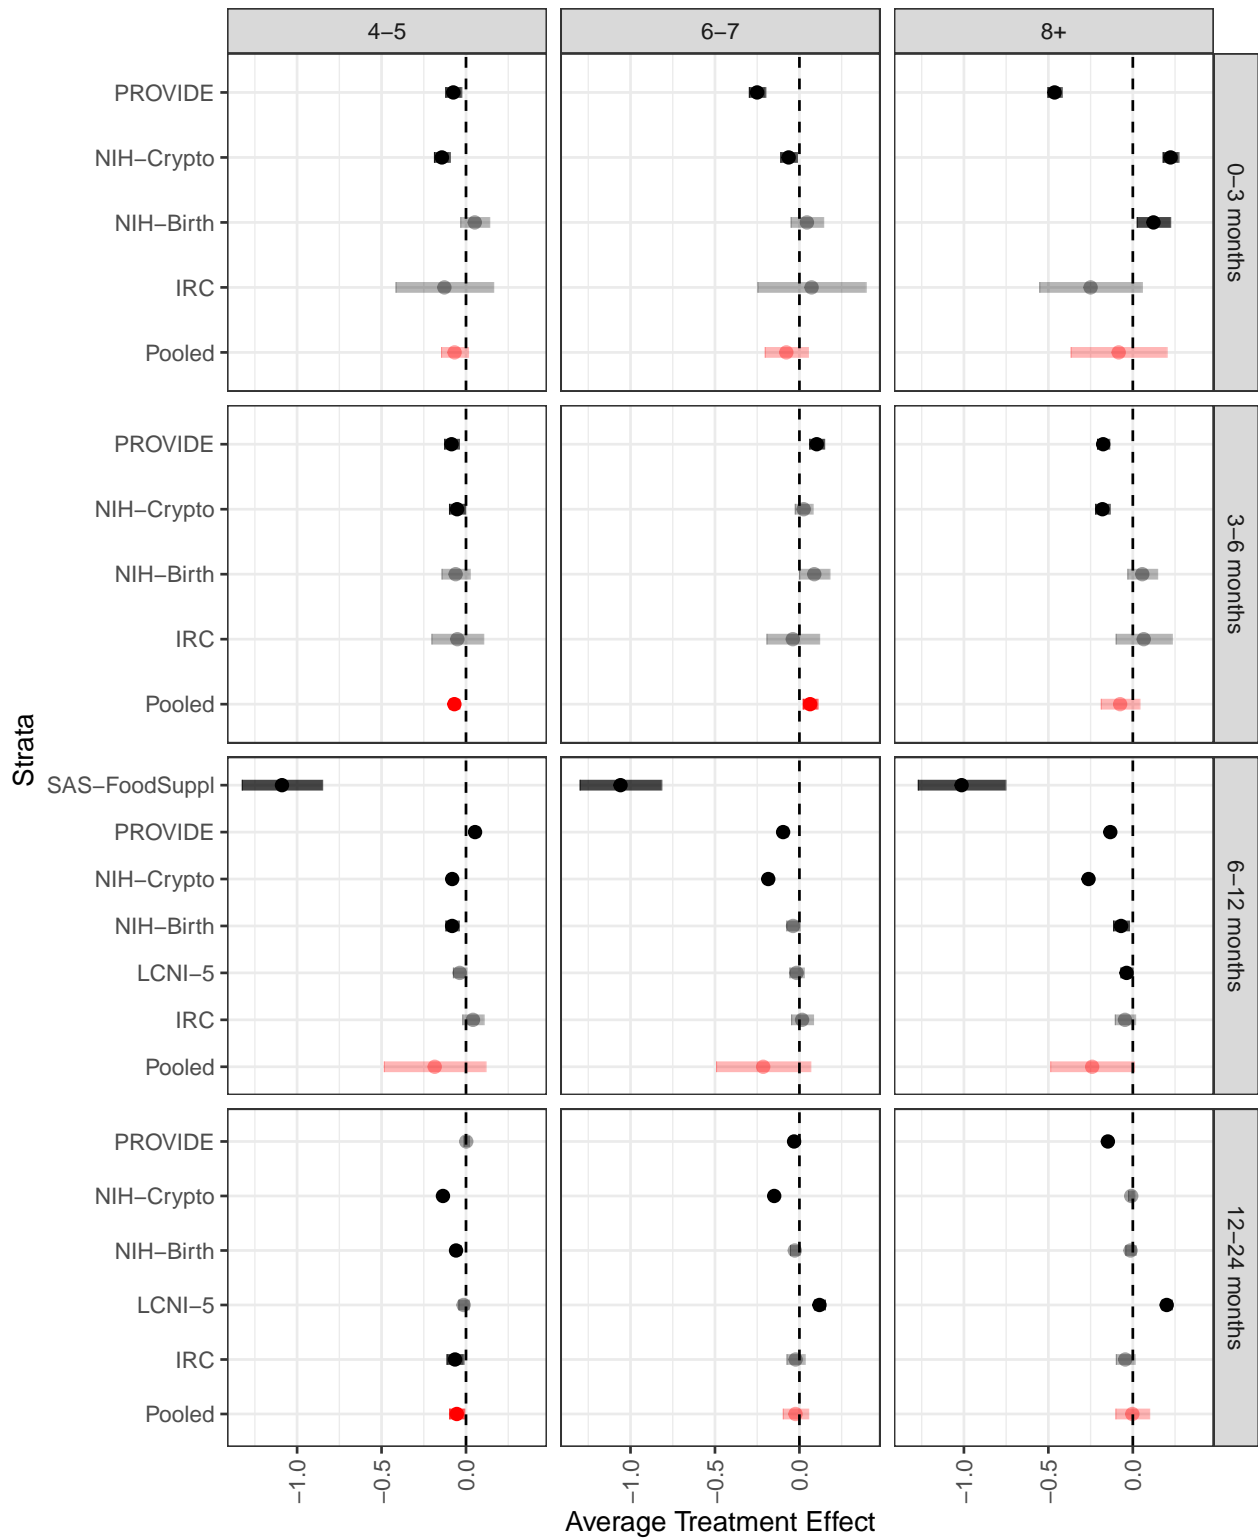 4−5
6−7
8+
PROVIDE
NIH−Crypto
NIH−Birth
IRC
Pooled
0−3 months
PROVIDE
NIH−Crypto
NIH−Birth
IRC
Pooled
3−6 months
SAS−FoodSuppl
PROVIDE
NIH−Crypto
NIH−Birth
LCNI−5
IRC
Pooled
6−12 months
PROVIDE
NIH−Crypto
NIH−Birth
LCNI−5
IRC
Pooled
12−24 months
Strata
−1.0 −0.5 0.0
−1.0 −0.5 0.0
−1.0 −0.5 0.0
Average Treatment Effect